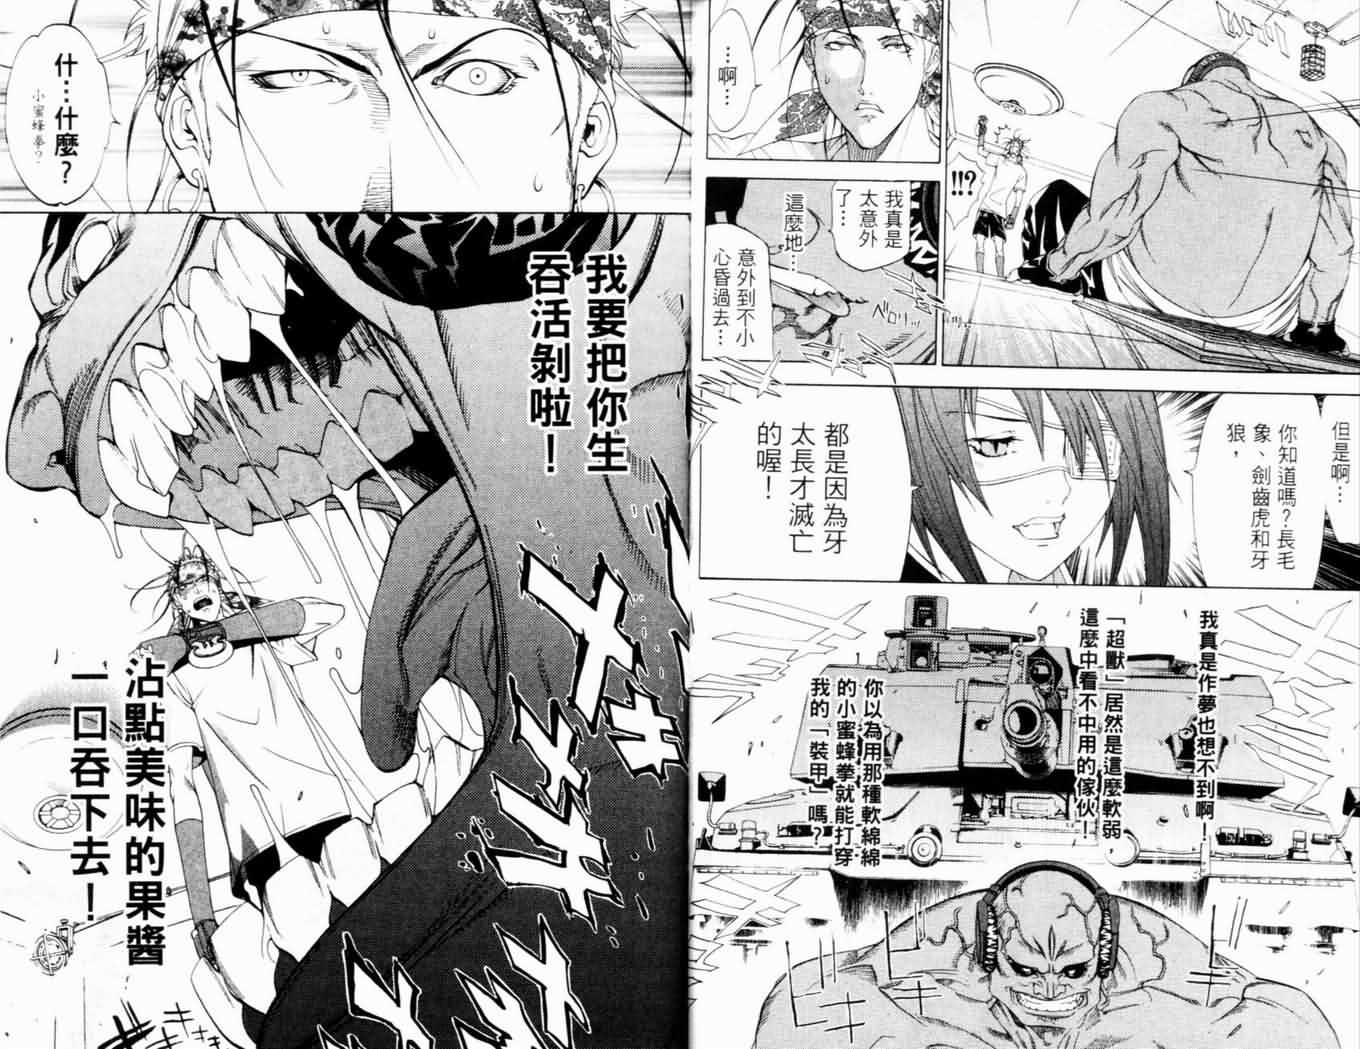 !!?
…啊…
我真是
太意外
了…
這麼地…
意外到不小
心昏過去…
ベロリッ…
但是啊…
你知道嗎?長毛
象、劍齒虎和牙
狼,
都是因為牙
太長才滅亡
的喔!
我真是作夢也想不到啊!
「超獸」居然是這麼軟弱,
這麼中看不中用的傢伙!
你以為用那種軟綿綿
的小蜜蜂拳就能打穿
我的「裝甲」嗎?
什…什麼?
小蜜蜂拳?
我要把你生
吞活剝啦!
沾點美味的果醬
一口吞下去!